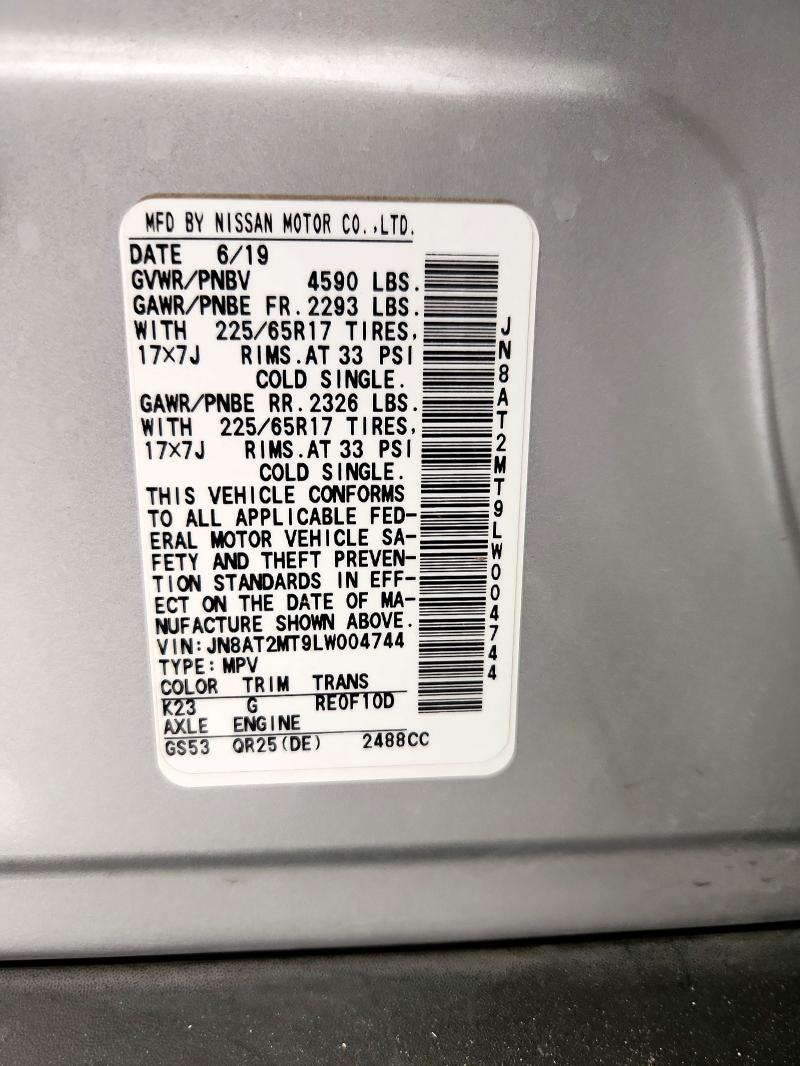 MFD BY NISSAN MOTOR CO.,LTD.
DATE 6/19
GVWR/PNBV 4590 LBS.
GAWR/PNBE FR.2293 LBS.
WITH 225/65R17 TIRES,
17×7J RIMS.AT 33 PSI
COLD SINGLE.
GAWR/PNBE RR.2326 LBS.
WITH 225/65R17 TIRES,
17×7J RIMS.AT 33 PSI
COLD SINGLE.
THIS VEHICLE CONFORMS
TO ALL APPLICABLE FED-
ERAL MOTOR VEHICLE SA-
FETY AND THEFT PREVEN-
TION STANDARDS IN EFF-
ECT ON THE DATE OF MA-
NUFACTURE SHOWN ABOVE.
VIN:JN8AT2MT9LW004744
TYPE:MPV
COLOR TRIM TRANS
K23 G RE0F10D
AXLE ENGINE
GS53 QR25(DE) 2488CC
JN8AT2MT9LW004744